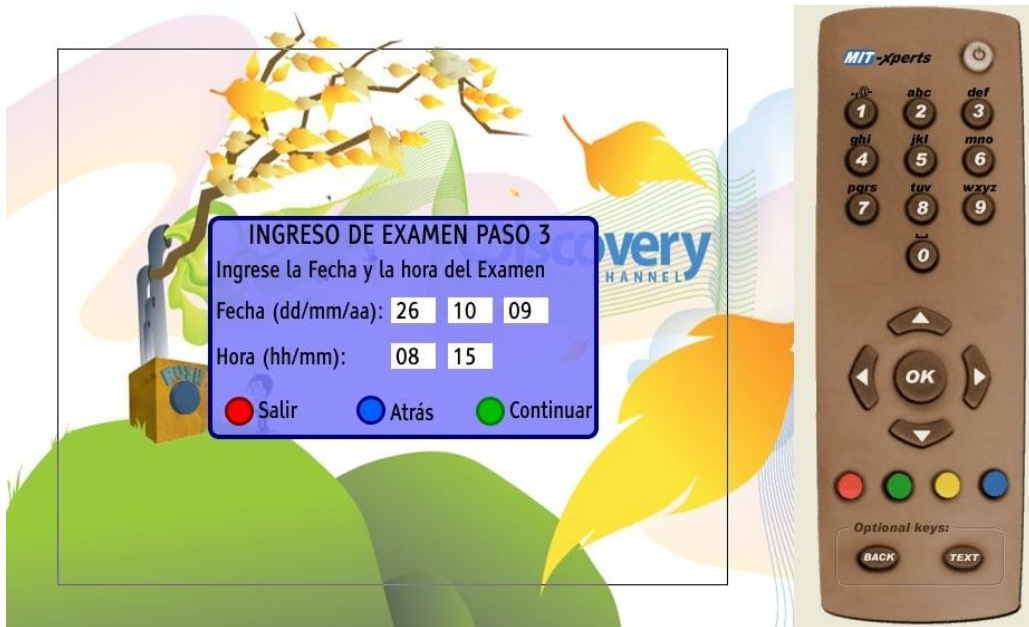 INGRESO DE EXAMEN PASO 3
Ingrese la Fecha y la hora del Examen
Fecha (dd/mm/aa): 26 10 09
Hora (hh/mm): 08 15
Salir Atrás Continuar
Discovery
HANNEL
PUSH
MIT-xperts
.,@- abc def
1 2 3
ghi jkl mno
4 5 6
pqrs tuv wxyz
7 8 9
0
OK
Optional keys:
BACK TEXT